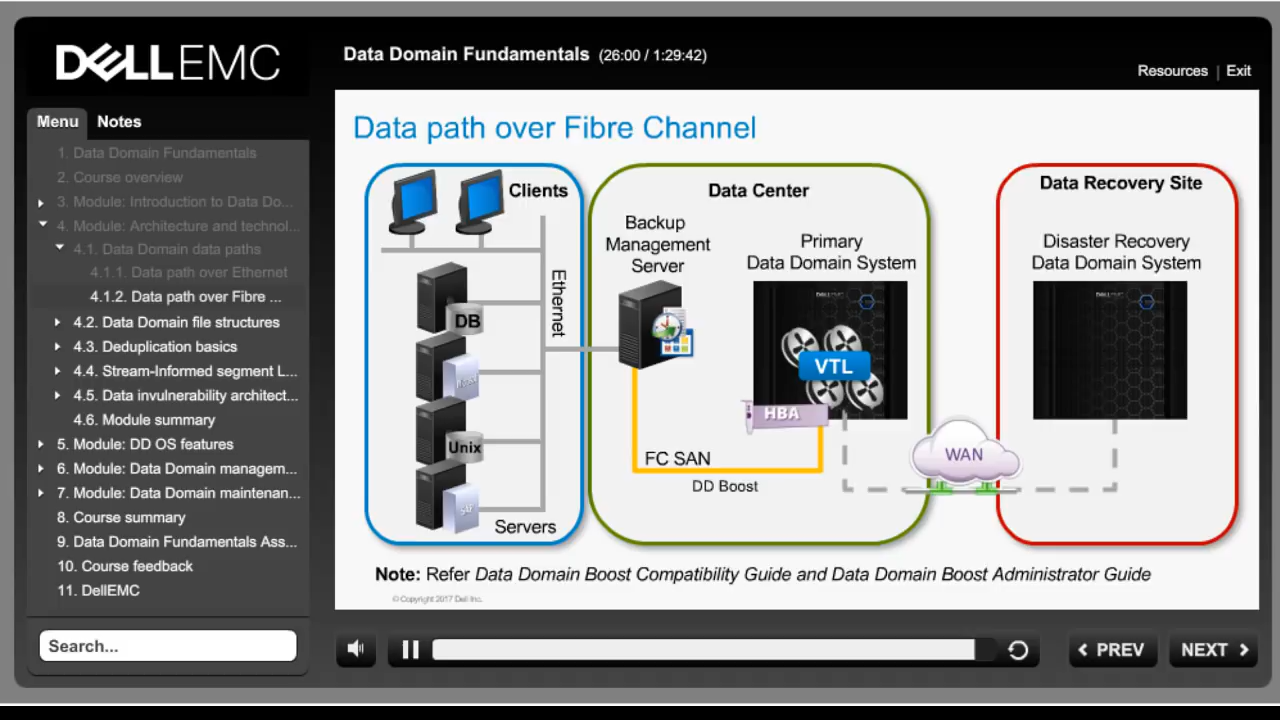 DELLEMC
Data Domain Fundamentals (26:00 / 1:29:42)
Resources | Exit
Menu Notes
1. Data Domain Fundamentals
2. Course overview
3. Module: Introduction to Data Do...
4. Module: Architecture and technol...
4.1. Data Domain data paths
4.1.1. Data path over Ethernet
4.1.2. Data path over Fibre ...
4.2. Data Domain file structures
4.3. Deduplication basics
4.4. Stream-Informed segment L...
4.5. Data invulnerability architect...
4.6. Module summary
5. Module: DD OS features
6. Module: Data Domain managem...
7. Module: Data Domain maintenan...
8. Course summary
9. Data Domain Fundamentals Ass...
10. Course feedback
11. DellEMC
Search...
Data path over Fibre Channel
Clients
DB
Unix
SAP
Servers
Ethernet
Data Center
Backup
Management
Server
Primary
Data Domain System
DELLEMC
VTL
HBA
FC SAN
DD Boost
WAN
Data Recovery Site
Disaster Recovery
Data Domain System
DELLEMC
Note: Refer Data Domain Boost Compatibility Guide and Data Domain Boost Administrator Guide
© Copyright 2017 Dell Inc.
PREV
NEXT